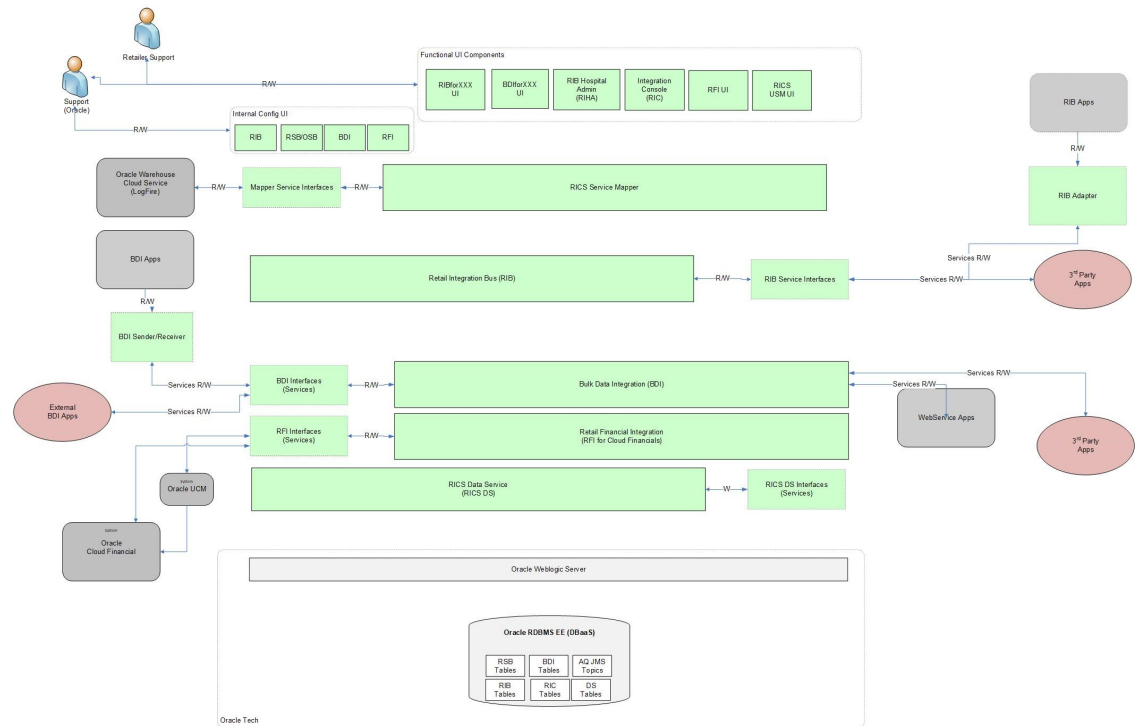 Retailer Support
Support
(Oracle)
R/W
Functional UI Components
RIBforXXX
UI
BDIforXXX
UI
RIB Hospital
Admin
(RIHA)
Integration
Console
(RIC)
RFI UI
RICS
USM UI
RIB Apps
R/W
Internal Config UI
R/W
RIB
RSB/OSB
BDI
RFI
Oracle Warehouse
Cloud Service
(LogFire)
R/W
Mapper Service Interfaces
R/W
RICS Service Mapper
RIB Adapter
BDI Apps
R/W
Retail Integration Bus (RIB)
R/W
RIB Service Interfaces
Services R/W
Services R/W
3rd Party
Apps
BDI Sender/Receiver
Services R/W
BDI Interfaces
(Services)
R/W
Bulk Data Integration (BDI)
Services R/W
Services R/W
External
BDI Apps
Services R/W
WebService Apps
3rd Party
Apps
RFI Interfaces
(Services)
R/W
Retail Financial Integration
(RFI for Cloud Financials)
System
Oracle UCM
RICS Data Service
(RICS DS)
W
RICS DS Interfaces
(Services)
System
Oracle
Cloud Financial
Oracle Weblogic Server
Oracle RDBMS EE (DBaaS)
RSB
Tables
BDI
Tables
AQ JMS
Topics
RIB
Tables
RIC
Tables
DS
Tables
Oracle Tech